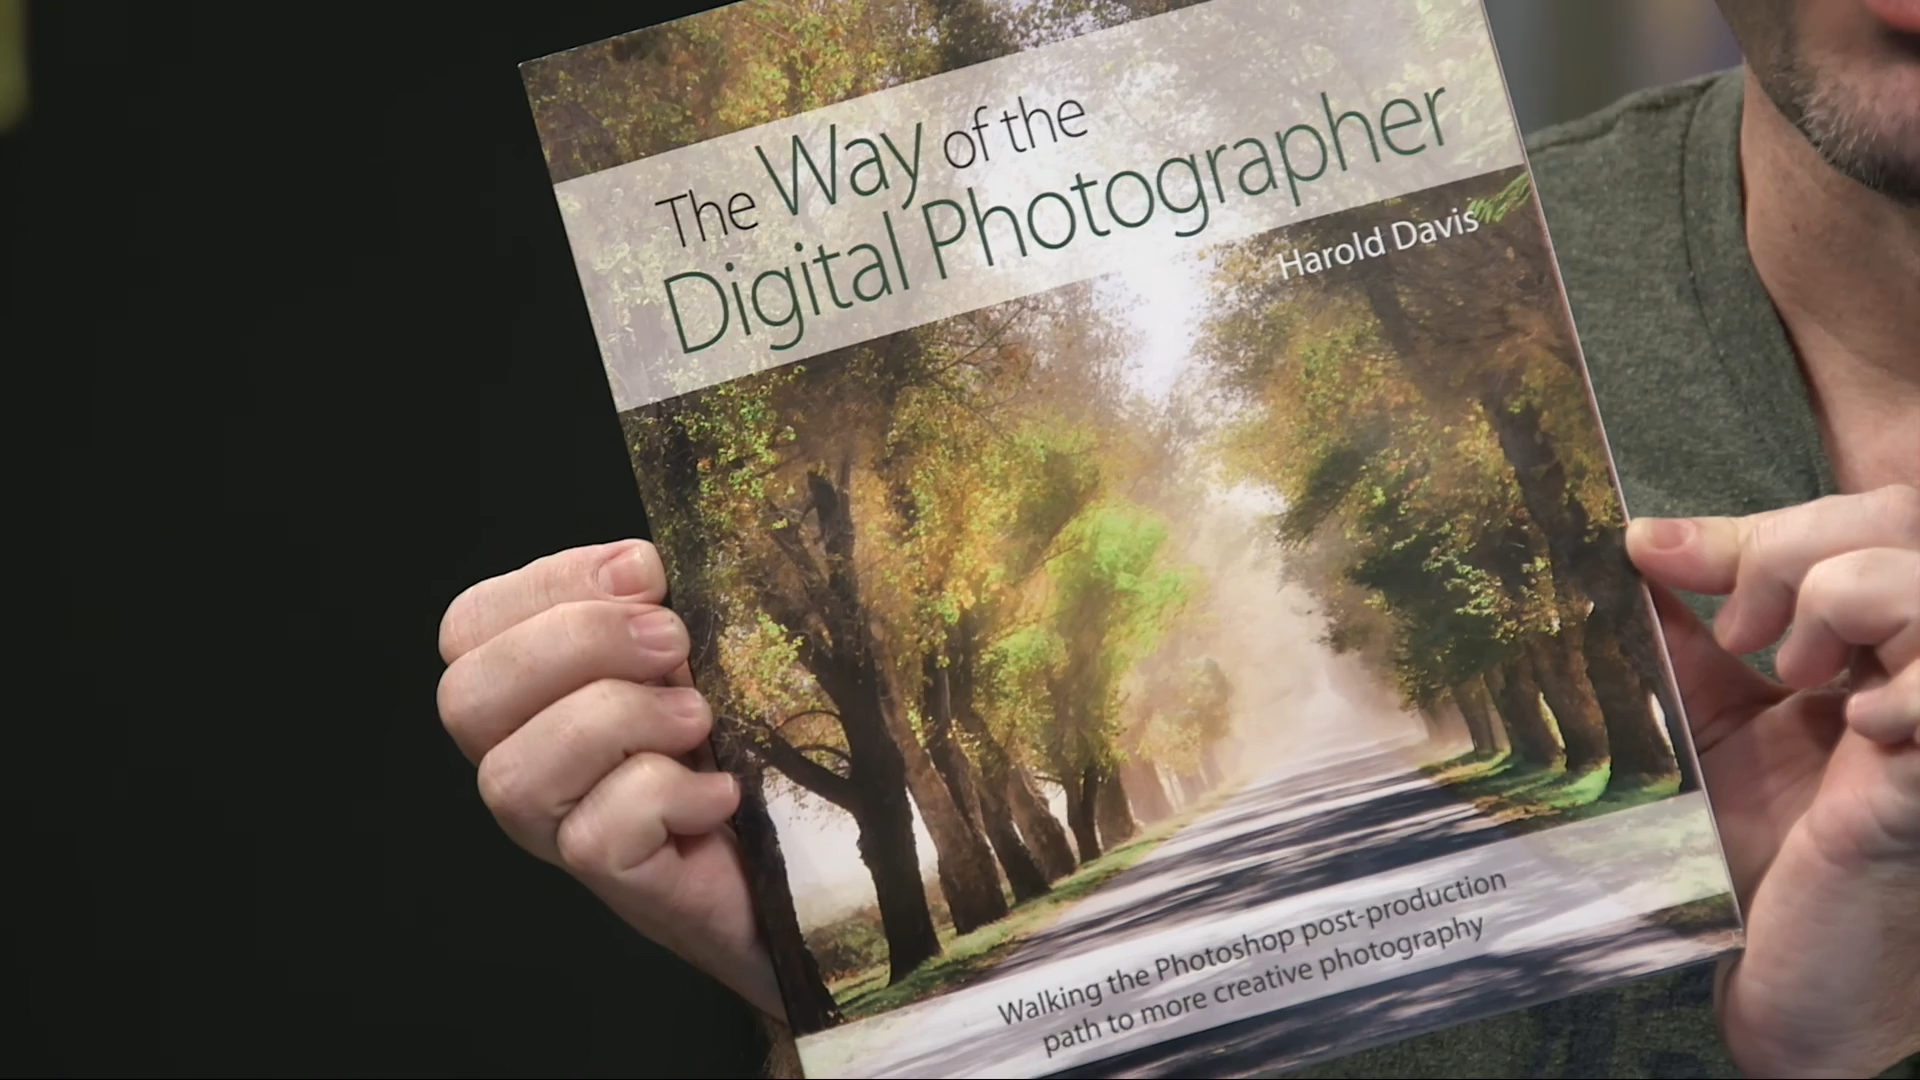 The Way of the
Digital Photographer
Harold Davis
Walking the Photoshop post-production
path to more creative photography